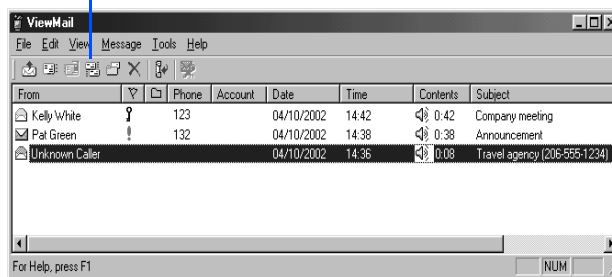 ViewMail
File Edit View Message Tools Help
From Phone Account Date Time Contents Subject
Kelly White 123 04/10/2002 14:42 0:42 Company meeting
Pat Green 132 04/10/2002 14:38 0:38 Announcement
Unknown Caller 04/10/2002 14:36 0:08 Travel agency (206-555-1234)
For Help, press F1 NUM